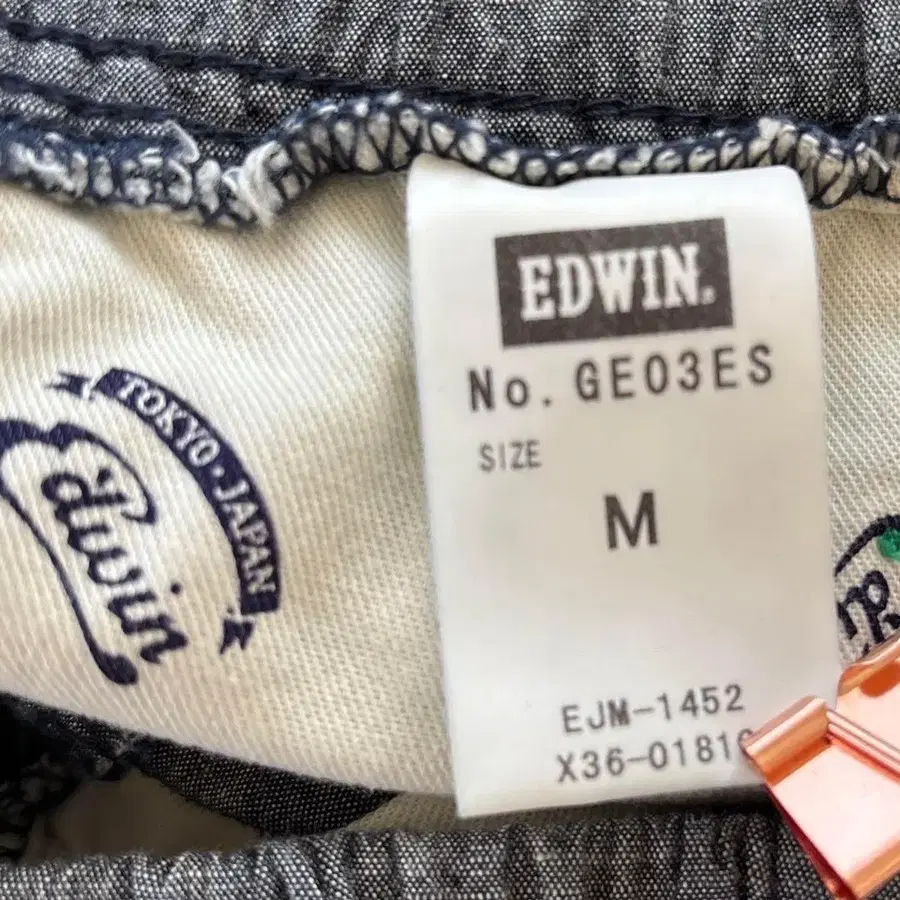 TOKYO・JAPAN
Edwin
EDWIN.
No. GE03ES
SIZE
M
EJM-1452